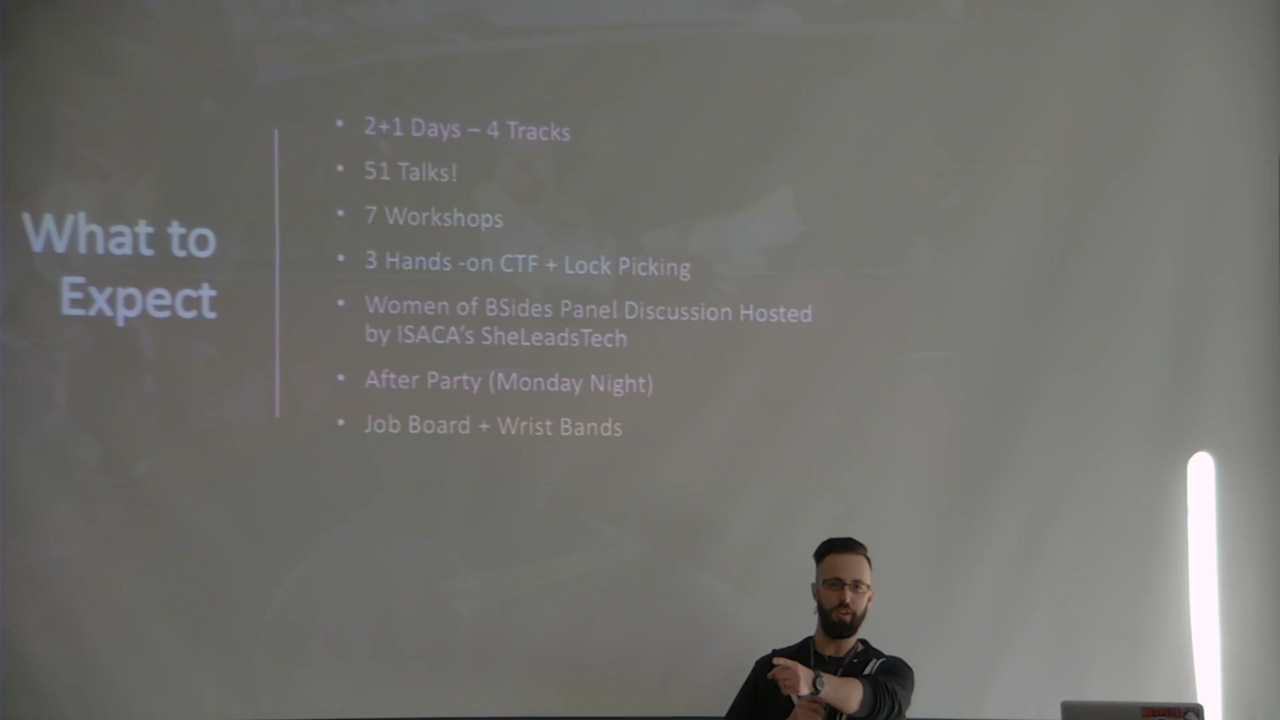 What to
Expect
• 2+1 Days – 4 Tracks
• 51 Talks!
• 7 Workshops
• 3 Hands -on CTF + Lock Picking
• Women of BSides Panel Discussion Hosted
by ISACA's SheLeadsTech
• After Party (Monday Night)
• Job Board + Wrist Bands
NETFLIX